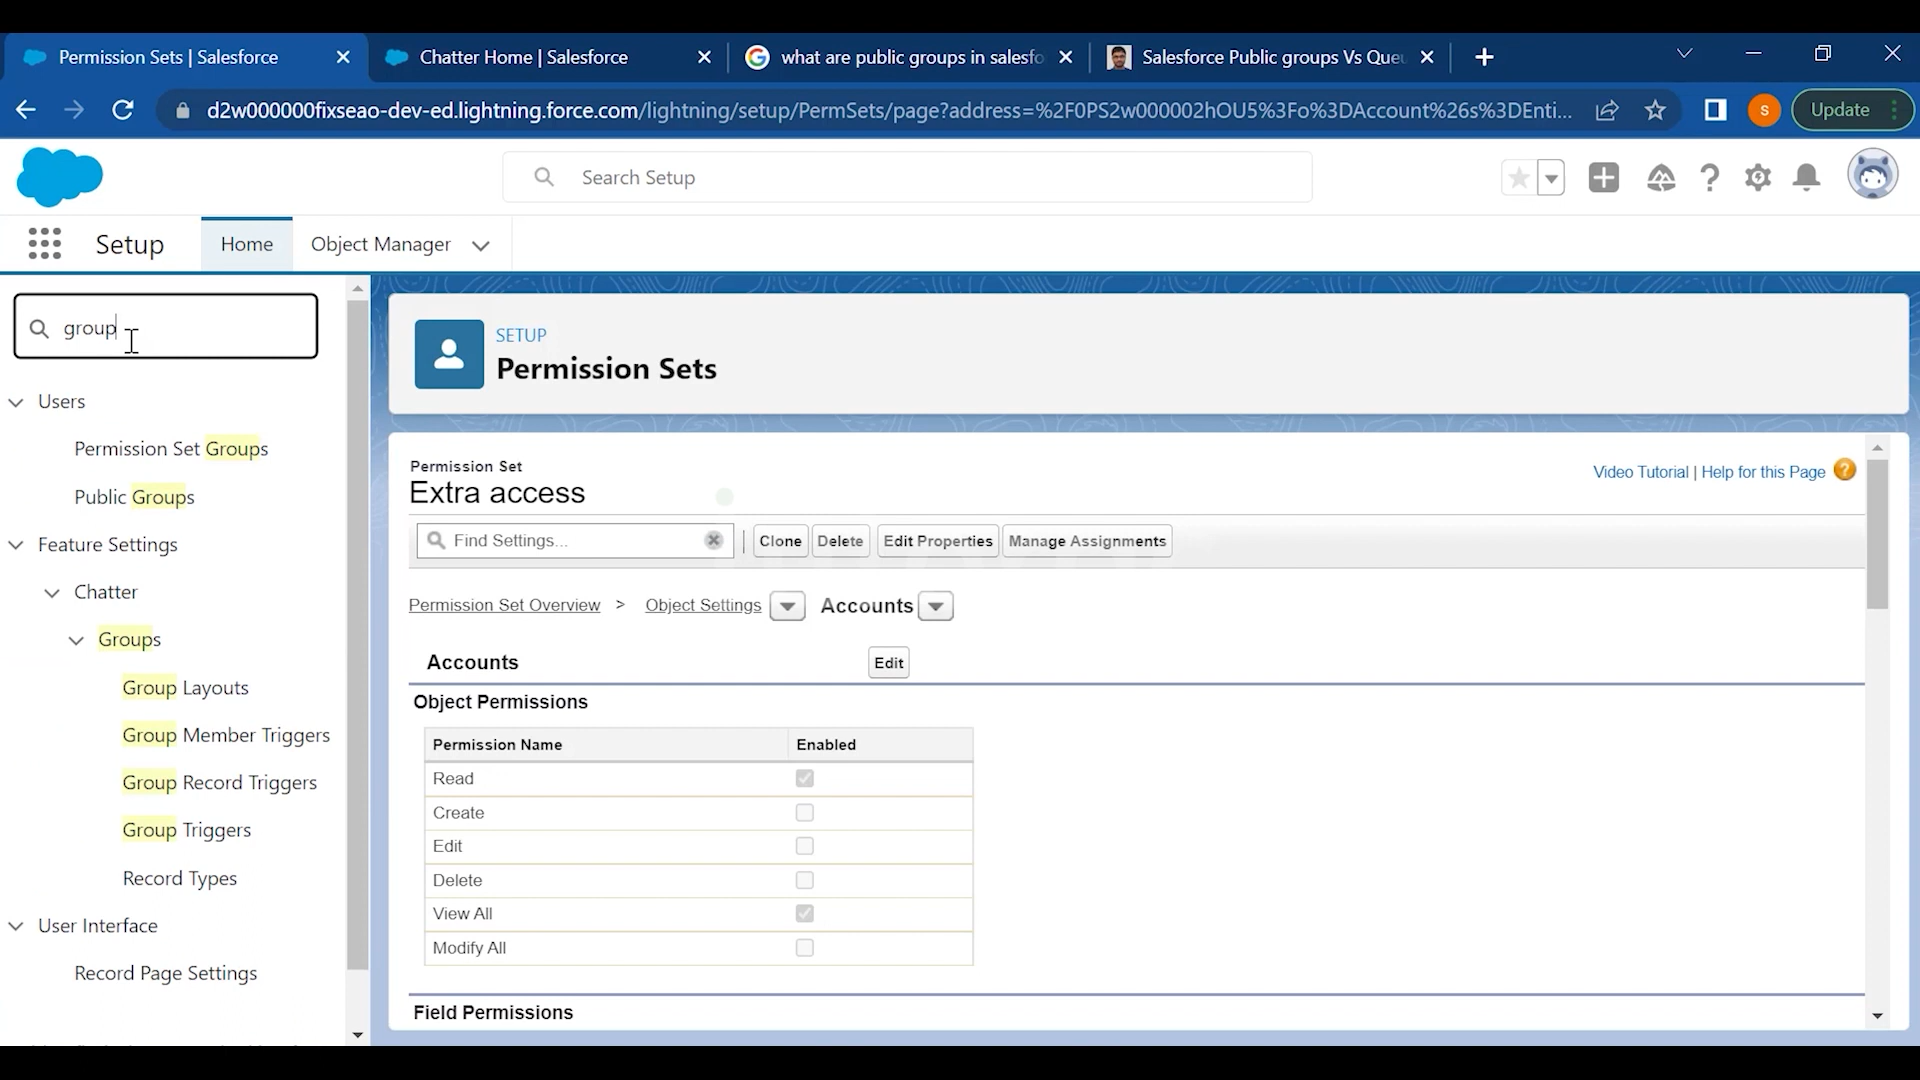 Permission Sets | Salesforce
Chatter Home | Salesforce
what are public groups in salesfo
Salesforce Public groups Vs Queu
d2w000000fixseao-dev-ed.lightning.force.com/lightning/setup/PermSets/page?address=%2F0PS2w000002hOU5%3Fo%3DAccount%26s%3DEnti...
S
Update
Search Setup
Setup
Home
Object Manager
group
Users
Permission Set Groups
Public Groups
Feature Settings
Chatter
Groups
Group Layouts
Group Member Triggers
Group Record Triggers
Group Triggers
Record Types
User Interface
Record Page Settings
SETUP
Permission Sets
Permission Set
Extra access
Video Tutorial | Help for this Page ?
Find Settings... | Clone Delete Edit Properties Manage Assignments
Permission Set Overview > Object Settings Accounts
Accounts Edit
Object Permissions
Permission Name Enabled
Read
Create
Edit
Delete
View All
Modify All
Field Permissions